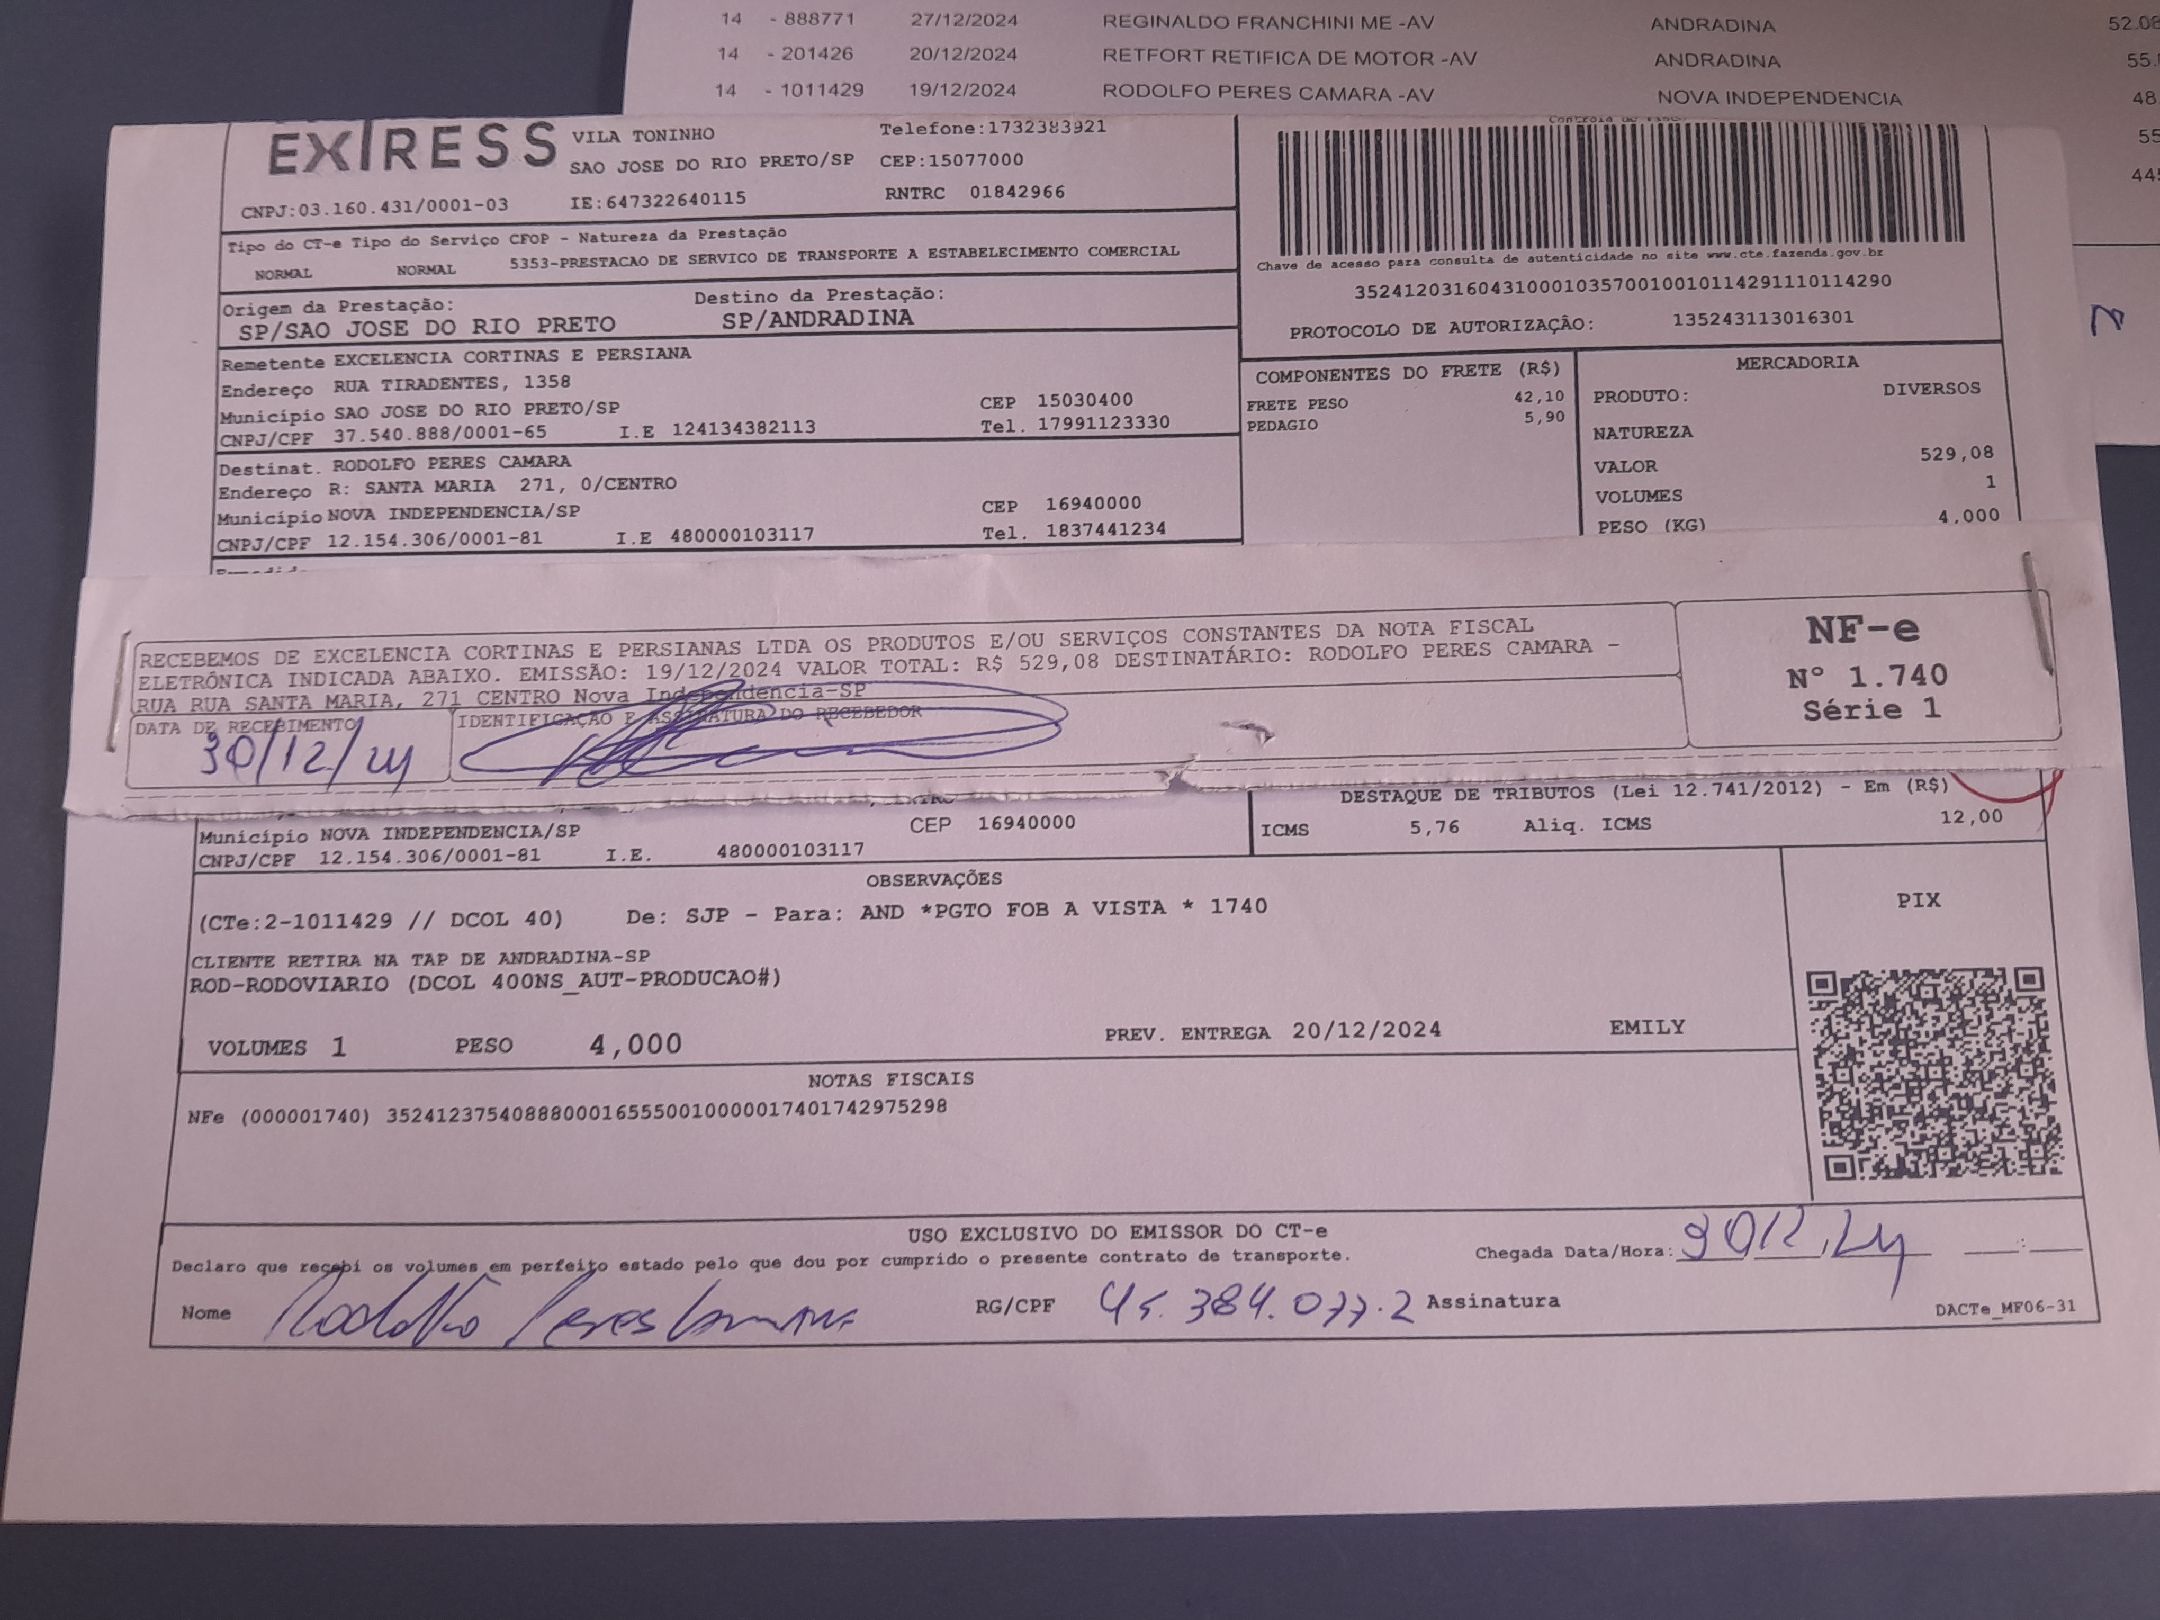 14 - 888771 27/12/2024 REGINALDO FRANCHINI ME -AV ANDRADINA 52.08
14 - 201426 20/12/2024 RETFORT RETIFICA DE MOTOR -AV ANDRADINA 55.
14 - 1011429 19/12/2024 RODOLFO PERES CAMARA -AV NOVA INDEPENDENCIA 48
55
445
VILA TONINHO Telefone:1732383921
SAO JOSE DO RIO PRETO/SP CEP:15077000
CNPJ:03.160.431/0001-03 IE:647322640115 RNTRC 01842966
Tipo do CT-e Tipo do Serviço CFOP - Natureza da Prestação
NORMAL NORMAL 5353-PRESTACAO DE SERVICO DE TRANSPORTE A ESTABELECIMENTO COMERCIAL
Chave de acesso para consulta de autenticidade no site www.cte.fazenda.gov.br
35241203160431000103570010010114291110114290
PROTOCOLO DE AUTORIZAÇÃO: 135243113016301
Origem da Prestação: Destino da Prestação:
SP/SAO JOSE DO RIO PRETO SP/ANDRADINA
Remetente EXCELENCIA CORTINAS E PERSIANA
Endereço RUA TIRADENTES, 1358
Município SAO JOSE DO RIO PRETO/SP CEP 15030400
CNPJ/CPF 37.540.888/0001-65 I.E 124134382113 Tel. 17991123330
Destinat. RODOLFO PERES CAMARA
Endereço R: SANTA MARIA 271, 0/CENTRO
Município NOVA INDEPENDENCIA/SP CEP 16940000
CNPJ/CPF 12.154.306/0001-81 I.E 480000103117 Tel. 1837441234
COMPONENTES DO FRETE (R$)
FRETE PESO 42,10
PEDAGIO 5,90
MERCADORIA
PRODUTO: DIVERSOS
NATUREZA
VALOR 529,08
VOLUMES 1
PESO (KG) 4,000
RECEBEMOS DE EXCELENCIA CORTINAS E PERSIANAS LTDA OS PRODUTOS E/OU SERVIÇOS CONSTANTES DA NOTA FISCAL
ELETRÔNICA INDICADA ABAIXO. EMISSÃO: 19/12/2024 VALOR TOTAL: R$ 529,08 DESTINATÁRIO: RODOLFO PERES CAMARA -
RUA RUA SANTA MARIA, 271 CENTRO Nova Independencia-SP
DATA DE RECEBIMENTO IDENTIFICAÇÃO E ASSINATURA DO RECEBEDOR
30/12/24
NF-e
Nº 1.740
Série 1
Município NOVA INDEPENDENCIA/SP CEP 16940000
CNPJ/CPF 12.154.306/0001-81 I.E. 480000103117
DESTAQUE DE TRIBUTOS (Lei 12.741/2012) - Em (R$)
ICMS 5,76 Aliq. ICMS 12,00
OBSERVAÇÕES
(CTe:2-1011429 // DCOL 40) De: SJP - Para: AND *PGTO FOB A VISTA * 1740
CLIENTE RETIRA NA TAP DE ANDRADINA-SP
ROD-RODOVIARIO (DCOL 400NS_AUT-PRODUCAO#)
VOLUMES 1 PESO 4,000 PREV. ENTREGA 20/12/2024 EMILY
PIX
NOTAS FISCAIS
NFe (000001740) 35241237540888000165550010000017401742975298
USO EXCLUSIVO DO EMISSOR DO CT-e
Declaro que recebi os volumes em perfeito estado pelo que dou por cumprido o presente contrato de transporte. Chegada Data/Hora: 30 12 24
Nome Rodolfo Peres Camara RG/CPF 45.384.077.2 Assinatura DACTe_MF06-31